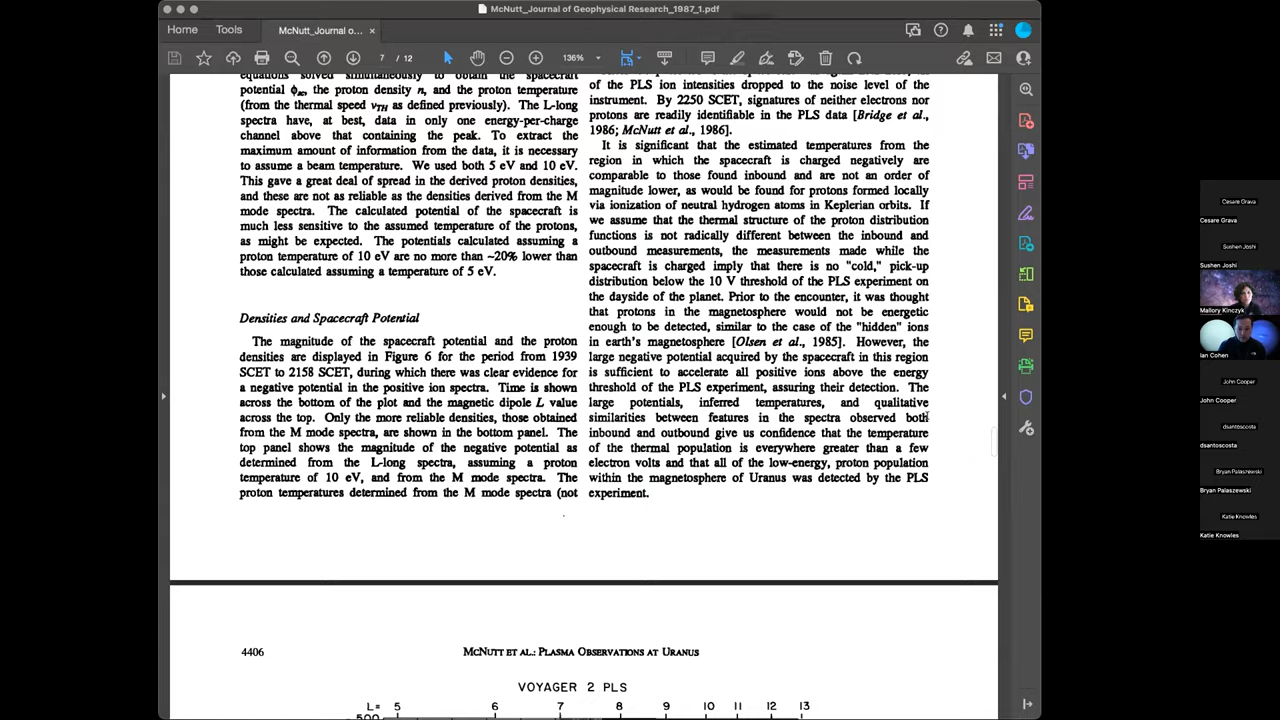 McNutt_Journal of Geophysical Research_1987_1.pdf
Home
Tools
McNutt_Journal o...
7 / 12
136%
equations solved simultaneously to obtain the spacecraft
potential ϕsc, the proton density n, and the proton temperature
(from the thermal speed vTH as defined previously). The L-long
spectra have, at best, data in only one energy-per-charge
channel above that containing the peak. To extract the
maximum amount of information from the data, it is necessary
to assume a beam temperature. We used both 5 eV and 10 eV.
This gave a great deal of spread in the derived proton densities,
and these are not as reliable as the densities derived from the M
mode spectra. The calculated potential of the spacecraft is
much less sensitive to the assumed temperature of the protons,
as might be expected. The potentials calculated assuming a
proton temperature of 10 eV are no more than ~20% lower than
those calculated assuming a temperature of 5 eV.
Densities and Spacecraft Potential
The magnitude of the spacecraft potential and the proton
densities are displayed in Figure 6 for the period from 1939
SCET to 2158 SCET, during which there was clear evidence for
a negative potential in the positive ion spectra. Time is shown
across the bottom of the plot and the magnetic dipole L value
across the top. Only the more reliable densities, those obtained
from the M mode spectra, are shown in the bottom panel. The
top panel shows the magnitude of the negative potential as
determined from the L-long spectra, assuming a proton
temperature of 10 eV, and from the M mode spectra. The
proton temperatures determined from the M mode spectra (not
of the PLS ion intensities dropped to the noise level of the
instrument. By 2250 SCET, signatures of neither electrons nor
protons are readily identifiable in the PLS data [Bridge et al.,
1986; McNutt et al., 1986].
It is significant that the estimated temperatures from the
region in which the spacecraft is charged negatively are
comparable to those found inbound and are not an order of
magnitude lower, as would be found for protons formed locally
via ionization of neutral hydrogen atoms in Keplerian orbits. If
we assume that the thermal structure of the proton distribution
functions is not radically different between the inbound and
outbound measurements, the measurements made while the
spacecraft is charged imply that there is no "cold," pick-up
distribution below the 10 V threshold of the PLS experiment on
the dayside of the planet. Prior to the encounter, it was thought
that protons in the magnetosphere would not be energetic
enough to be detected, similar to the case of the "hidden" ions
in earth's magnetosphere [Olsen et al., 1985]. However, the
large negative potential acquired by the spacecraft in this region
is sufficient to accelerate all positive ions above the energy
threshold of the PLS experiment, assuring their detection. The
large potentials, inferred temperatures, and qualitative
similarities between features in the spectra observed both
inbound and outbound give us confidence that the temperature
of the thermal population is everywhere greater than a few
electron volts and that all of the low-energy, proton population
within the magnetosphere of Uranus was detected by the PLS
experiment.
4406
McNUTT ET AL.: PLASMA OBSERVATIONS AT URANUS
VOYAGER 2 PLS
L= 5 6 7 8 9 10 11 12 13
500
Cesare Grava
Cesare Grava
Sushen Joshi
Sushen Joshi
Mallory Kinczyk
Ian Cohen
John Cooper
John Cooper
dsantoscosta
dsantoscosta
Bryan Palaszewski
Bryan Palaszewski
Katie Knowles
Katie Knowles